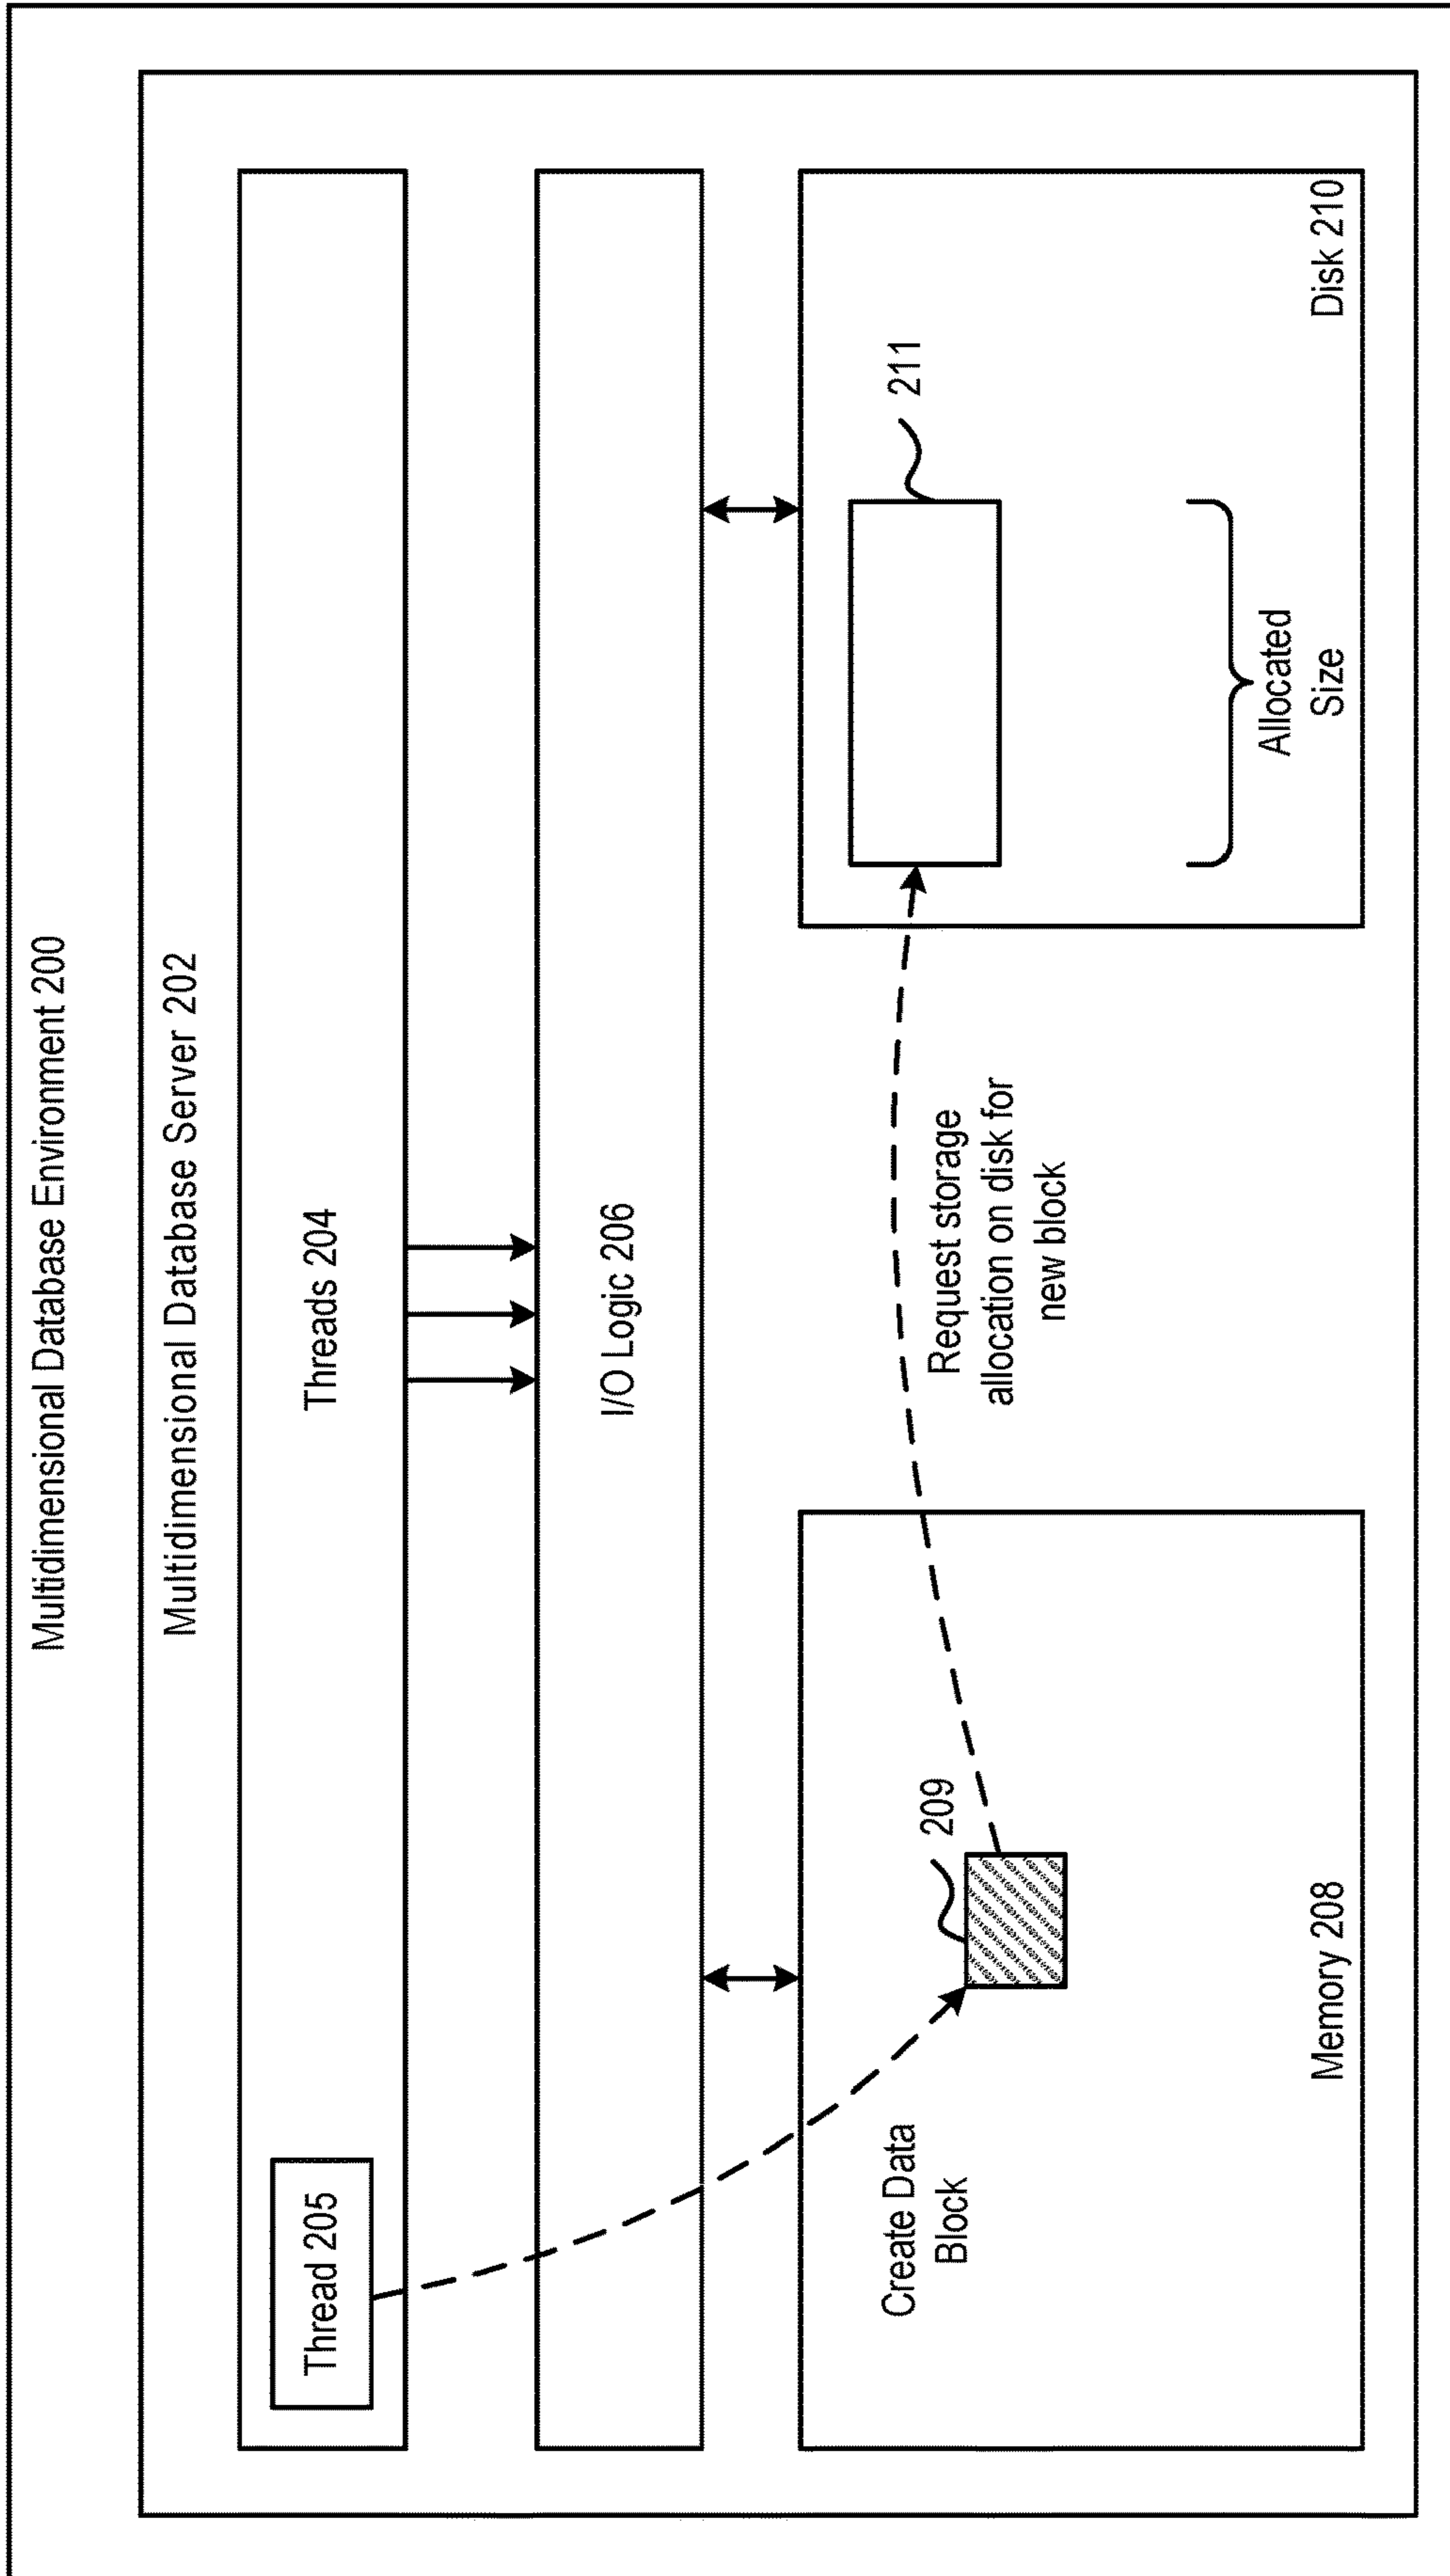 Multidimensional Database Environment 200
Multidimensional Database Server 202
Thread 205
Threads 204
I/O Logic 206
Create Data
Block
209
Memory 208
Request storage
allocation on disk for
new block
211
Allocated
Size
Disk 210